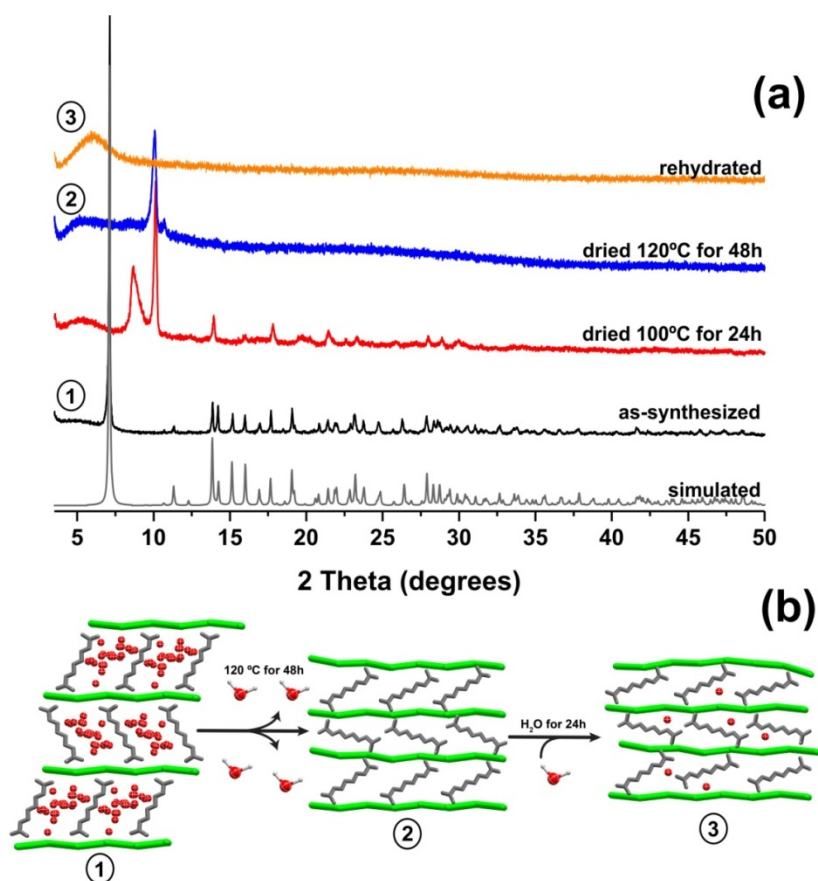 (a)
③
rehydrated
②
dried 120ºC for 48h
dried 100ºC for 24h
①
as-synthesized
simulated
5 10 15 20 25 30 35 40 45 50
2 Theta (degrees)
(b)
120 ºC for 48h
H₂O for 24h
①
②
③